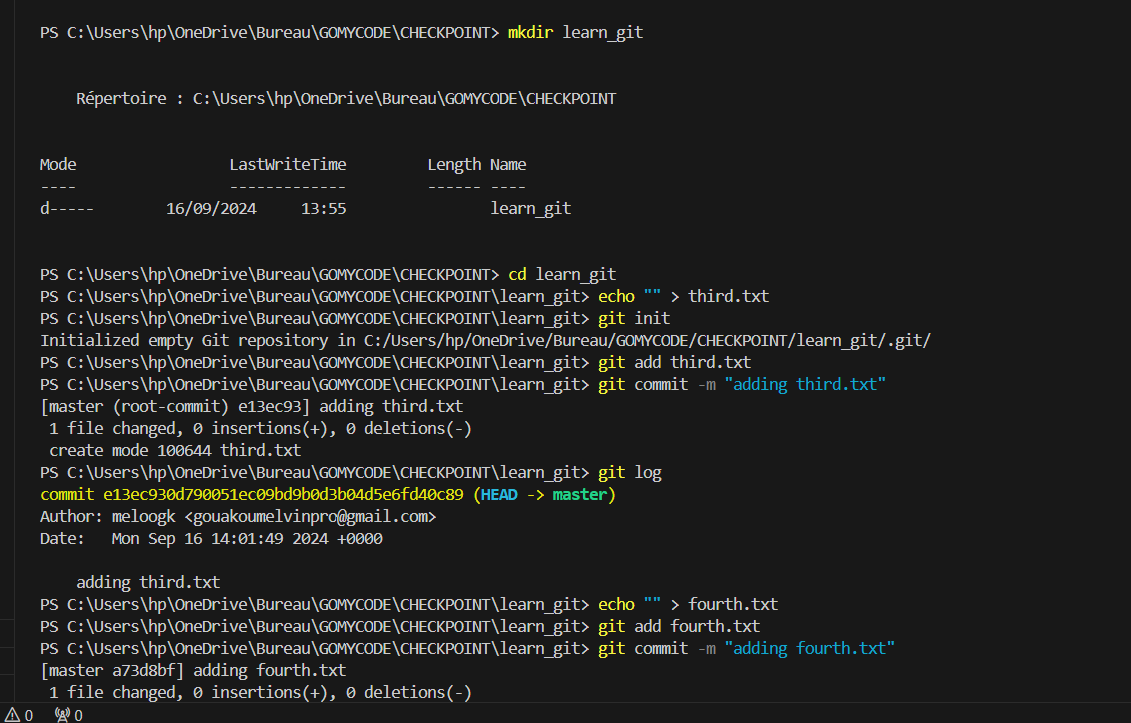 PS C:\Users\hp\OneDrive\Bureau\GOMYCODE\CHECKPOINT> mkdir learn_git
Répertoire : C:\Users\hp\OneDrive\Bureau\GOMYCODE\CHECKPOINT
Mode                 LastWriteTime         Length Name
----                 -------------         ------ ----
d-----        16/09/2024     13:55                learn_git
PS C:\Users\hp\OneDrive\Bureau\GOMYCODE\CHECKPOINT> cd learn_git
PS C:\Users\hp\OneDrive\Bureau\GOMYCODE\CHECKPOINT\learn_git> echo "" > third.txt
PS C:\Users\hp\OneDrive\Bureau\GOMYCODE\CHECKPOINT\learn_git> git init
Initialized empty Git repository in C:/Users/hp/OneDrive/Bureau/GOMYCODE/CHECKPOINT/learn_git/.git/
PS C:\Users\hp\OneDrive\Bureau\GOMYCODE\CHECKPOINT\learn_git> git add third.txt
PS C:\Users\hp\OneDrive\Bureau\GOMYCODE\CHECKPOINT\learn_git> git commit -m "adding third.txt"
[master (root-commit) e13ec93] adding third.txt
 1 file changed, 0 insertions(+), 0 deletions(-)
 create mode 100644 third.txt
PS C:\Users\hp\OneDrive\Bureau\GOMYCODE\CHECKPOINT\learn_git> git log
commit e13ec930d790051ec09bd9b0d3b04d5e6fd40c89 (HEAD -> master)
Author: meloogk <gouakoumelvinpro@gmail.com>
Date:   Mon Sep 16 14:01:49 2024 +0000
    adding third.txt
PS C:\Users\hp\OneDrive\Bureau\GOMYCODE\CHECKPOINT\learn_git> echo "" > fourth.txt
PS C:\Users\hp\OneDrive\Bureau\GOMYCODE\CHECKPOINT\learn_git> git add fourth.txt
PS C:\Users\hp\OneDrive\Bureau\GOMYCODE\CHECKPOINT\learn_git> git commit -m "adding fourth.txt"
[master a73d8bf] adding fourth.txt
 1 file changed, 0 insertions(+), 0 deletions(-)
0 0